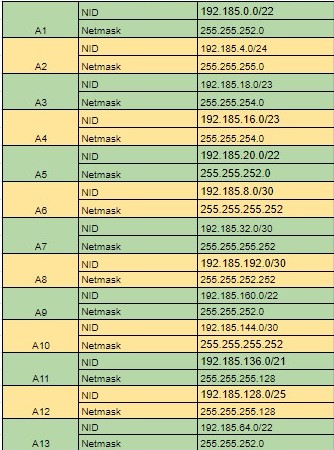 A1 NID 192.185.0.0/22
Netmask 255.255.252.0
A2 NID 192.185.4.0/24
Netmask 255.255.255.0
A3 NID 192.185.18.0/23
Netmask 255.255.254.0
A4 NID 192.185.16.0/23
Netmask 255.255.254.0
A5 NID 192.185.20.0/22
Netmask 255.255.252.0
A6 NID 192.185.8.0/30
Netmask 255.255.255.252
A7 NID 192.185.32.0/30
Netmask 255.255.255.252
A8 NID 192.185.192.0/30
Netmask 255.255.252.252
A9 NID 192.185.160.0/22
Netmask 255.255.252.0
A10 NID 192.185.144.0/30
Netmask 255.255.255.252
A11 NID 192.185.136.0/21
Netmask 255.255.255.128
A12 NID 192.185.128.0/25
Netmask 255.255.255.128
A13 NID 192.185.64.0/22
Netmask 255.255.252.0